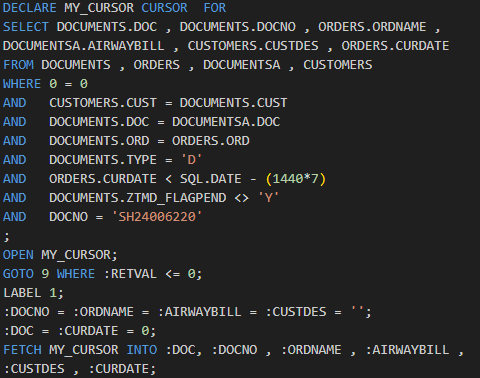 DECLARE MY_CURSOR CURSOR  FOR
SELECT DOCUMENTS.DOC , DOCUMENTS.DOCNO , ORDERS.ORDNAME ,
DOCUMENTSA.AIRWAYBILL , CUSTOMERS.CUSTDES , ORDERS.CURDATE
FROM DOCUMENTS , ORDERS , DOCUMENTSA , CUSTOMERS
WHERE 0 = 0
AND   CUSTOMERS.CUST = DOCUMENTS.CUST
AND   DOCUMENTS.DOC = DOCUMENTSA.DOC
AND   DOCUMENTS.ORD = ORDERS.ORD
AND   DOCUMENTS.TYPE = 'D'
AND   ORDERS.CURDATE < SQL.DATE - (1440*7)
AND   DOCUMENTS.ZTMD_FLAGPEND <> 'Y'
AND   DOCNO = 'SH24006220'
;
OPEN MY_CURSOR;
GOTO 9 WHERE :RETVAL <= 0;
LABEL 1;
:DOCNO = :ORDNAME = :AIRWAYBILL = :CUSTDES = '';
:DOC = :CURDATE = 0;
FETCH MY_CURSOR INTO :DOC, :DOCNO , :ORDNAME , :AIRWAYBILL ,
:CUSTDES , :CURDATE;